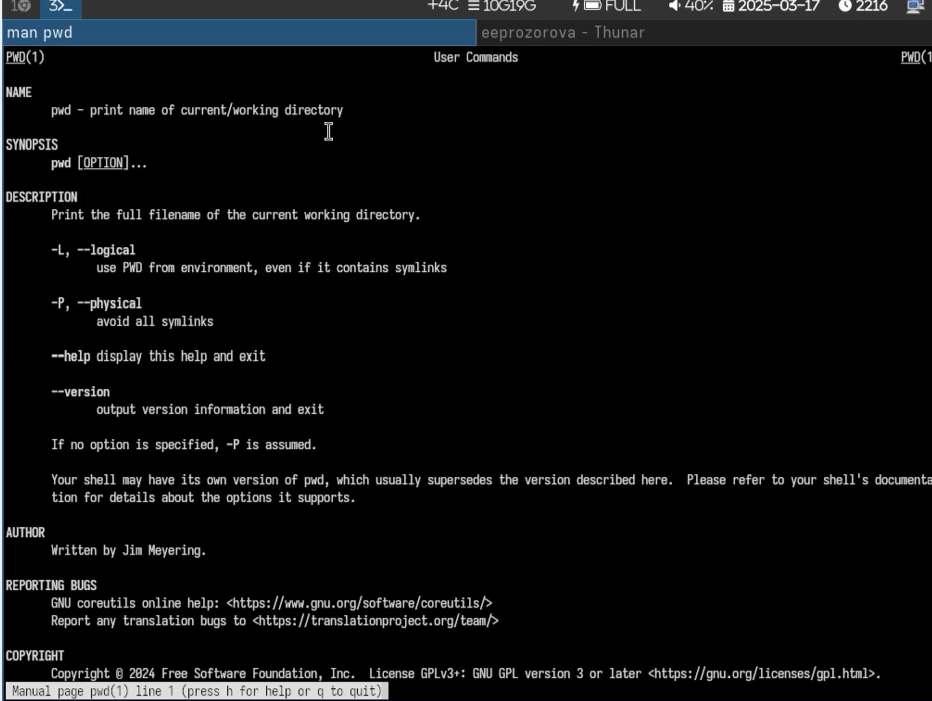 1
3>_
+4C
10G19G
FULL
40%
2025-03-17
2216
man pwd
eeprozorova - Thunar
PWD(1)
User Commands
PWD(1
NAME
pwd - print name of current/working directory
SYNOPSIS
pwd [OPTION]...
DESCRIPTION
Print the full filename of the current working directory.
-L, --logical
use PWD from environment, even if it contains symlinks
-P, --physical
avoid all symlinks
--help display this help and exit
--version
output version information and exit
If no option is specified, -P is assumed.
Your shell may have its own version of pwd, which usually supersedes the version described here.  Please refer to your shell's documenta
tion for details about the options it supports.
AUTHOR
Written by Jim Meyering.
REPORTING BUGS
GNU coreutils online help: <https://www.gnu.org/software/coreutils/>
Report any translation bugs to <https://translationproject.org/team/>
COPYRIGHT
Copyright © 2024 Free Software Foundation, Inc.  License GPLv3+: GNU GPL version 3 or later <https://gnu.org/licenses/gpl.html>.
Manual page pwd(1) line 1 (press h for help or q to quit)